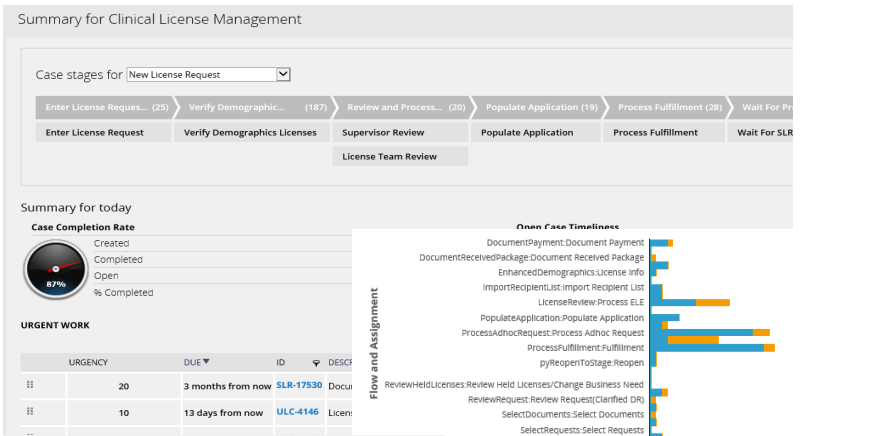 Summary for Clinical License Management
Case stages for New License Request
Enter License Reques... (25) Verify Demographic... (187) Review and Process... (20) Populate Application (19) Process Fulfillment (28) Wait For Pr
Enter License Request Verify Demographics Licenses Supervisor Review Populate Application Process Fulfillment Wait For SLR
License Team Review
Summary for today
Case Completion Rate Open Case Timeliness
Created
Completed
Open
87%
% Completed
URGENT WORK
URGENCY DUE ID DESCR
20 3 months from now SLR-17530 Docu
10 13 days from now ULC-4146 Licens
Flow and Assignment
DocumentPayment:Document Payment
DocumentReceivedPackage:Document Received Package
EnhancedDemographics:License Info
ImportRecipientList:Import Recipient List
LicenseReview:Process ELE
PopulateApplication:Populate Application
ProcessAdhocRequest:Process Adhoc Request
ProcessFulfillment:Fulfillment
pyReopenToStage:Reopen
ReviewHeldLicenses:Review Held Licenses/Change Business Need
ReviewRequest:Review Request(Clarified DR)
SelectDocuments:Select Documents
SelectRequests:Select Requests